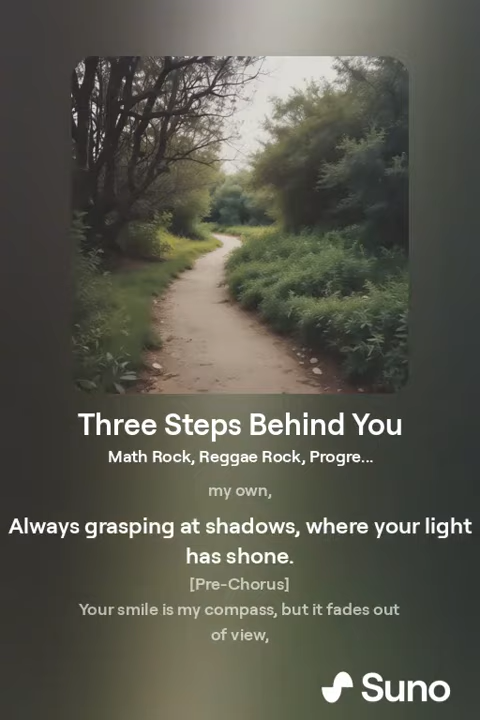 Three Steps Behind You
Math Rock, Reggae Rock, Progre...
my own,
Always grasping at shadows, where your light
has shone.
[Pre-Chorus]
Your smile is my compass, but it fades out
of view,
Suno